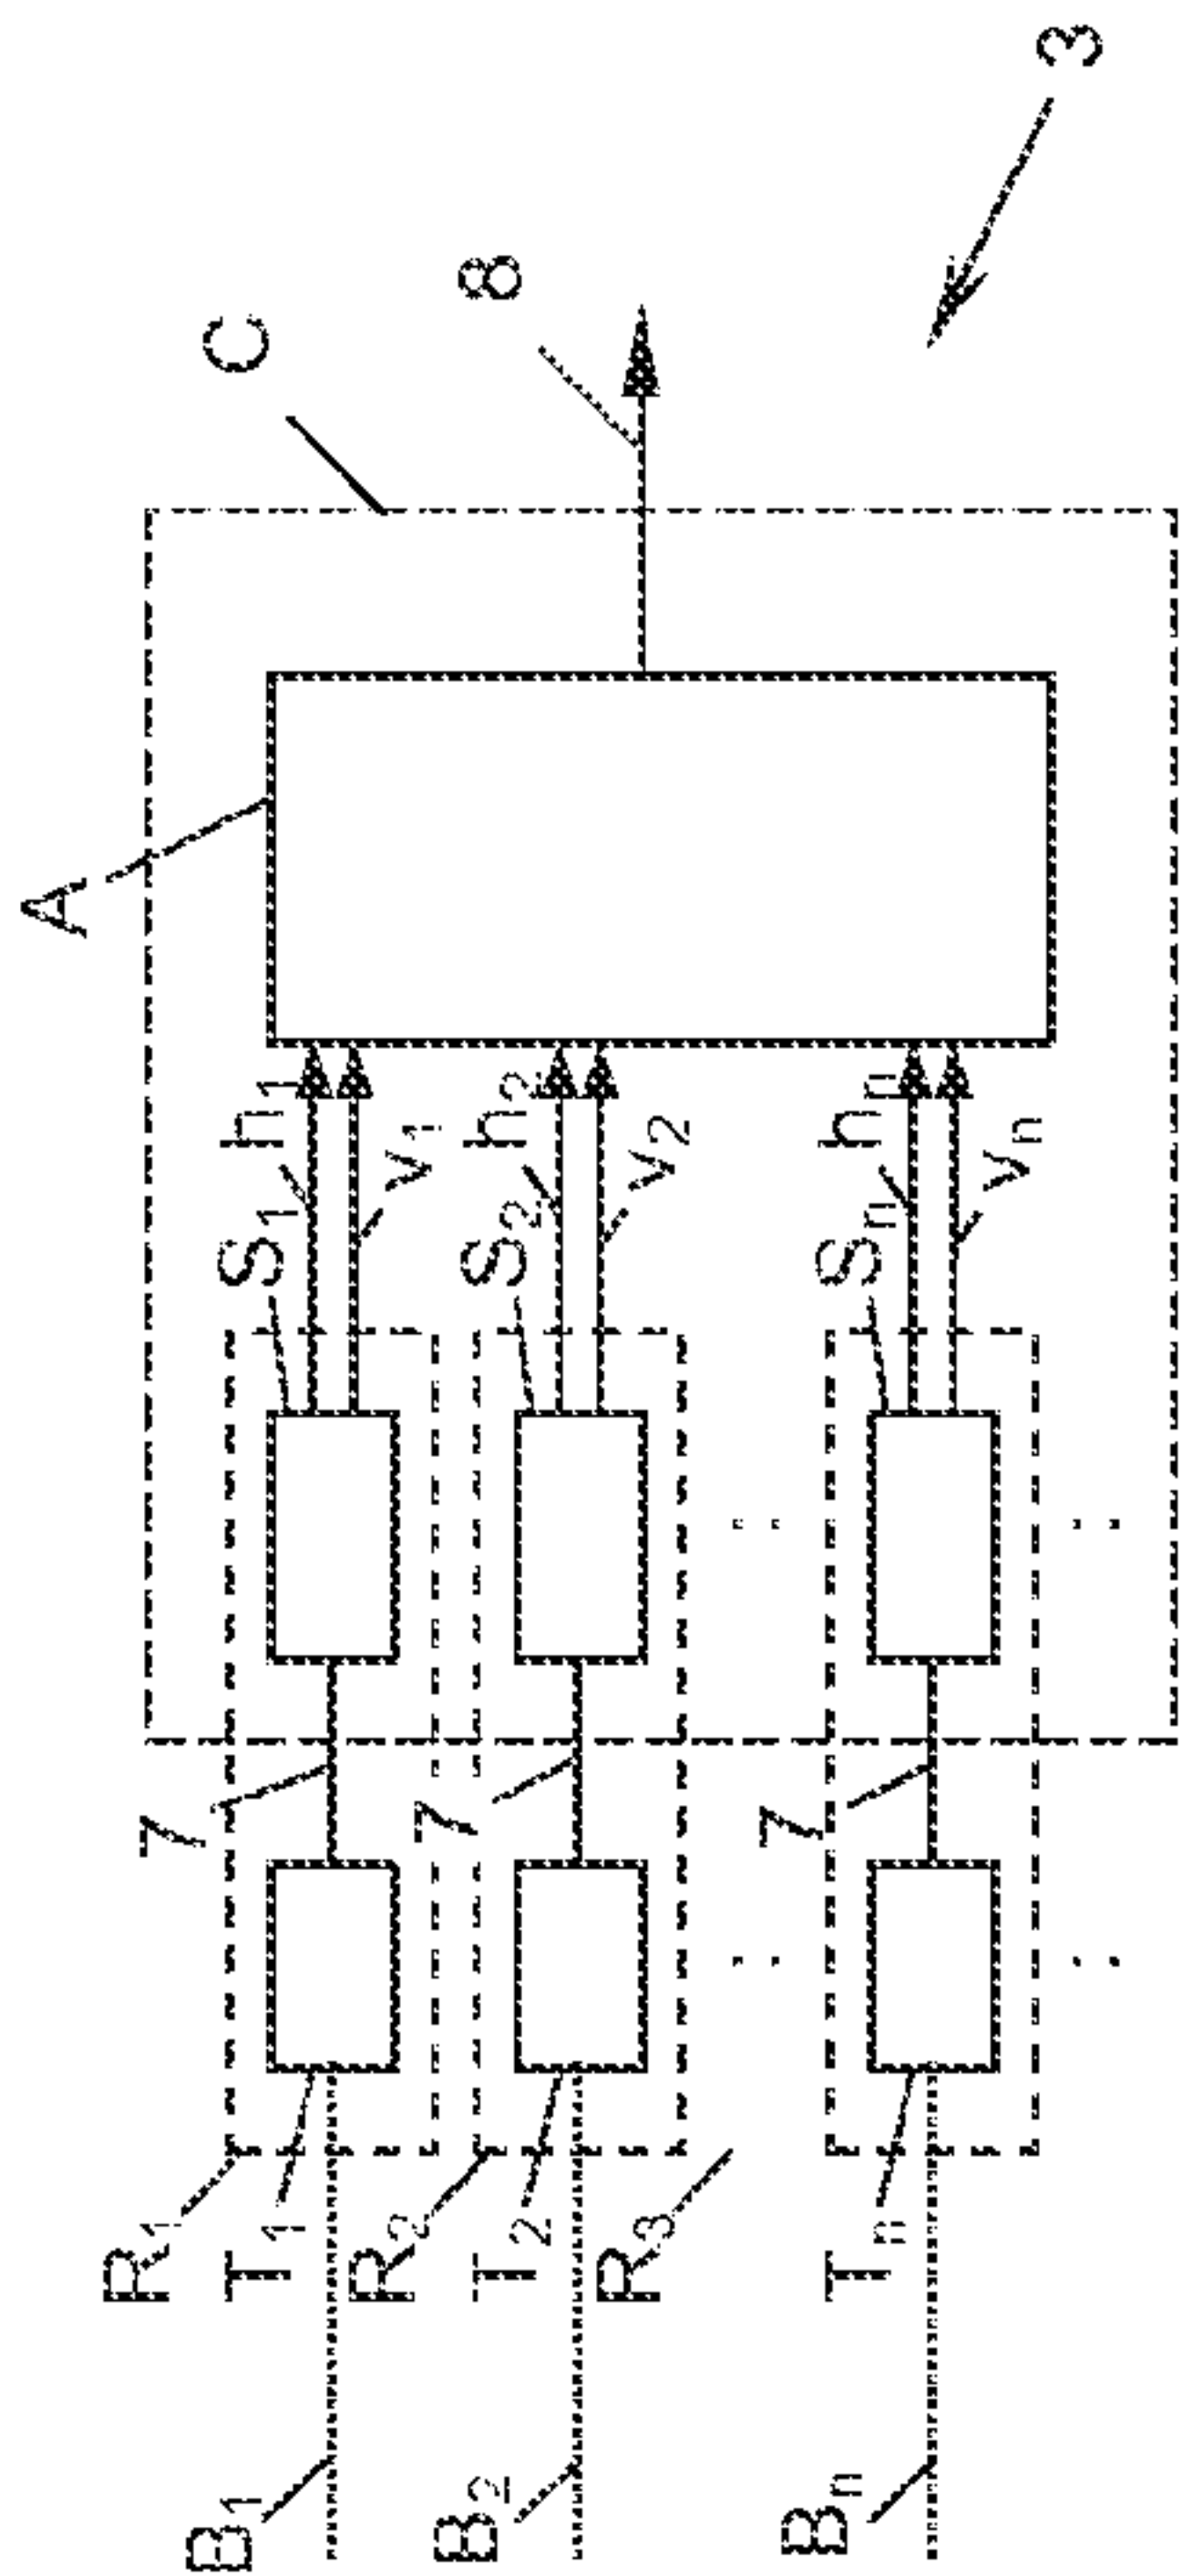 3
8
C
A
S₁ h₁
v₁
S₂ h₂
v₂
Sₙ hₙ
vₙ
7
7
7
R₁
T₁
R₂
T₂
R₃
Tₙ
B₁
B₂
Bₙ